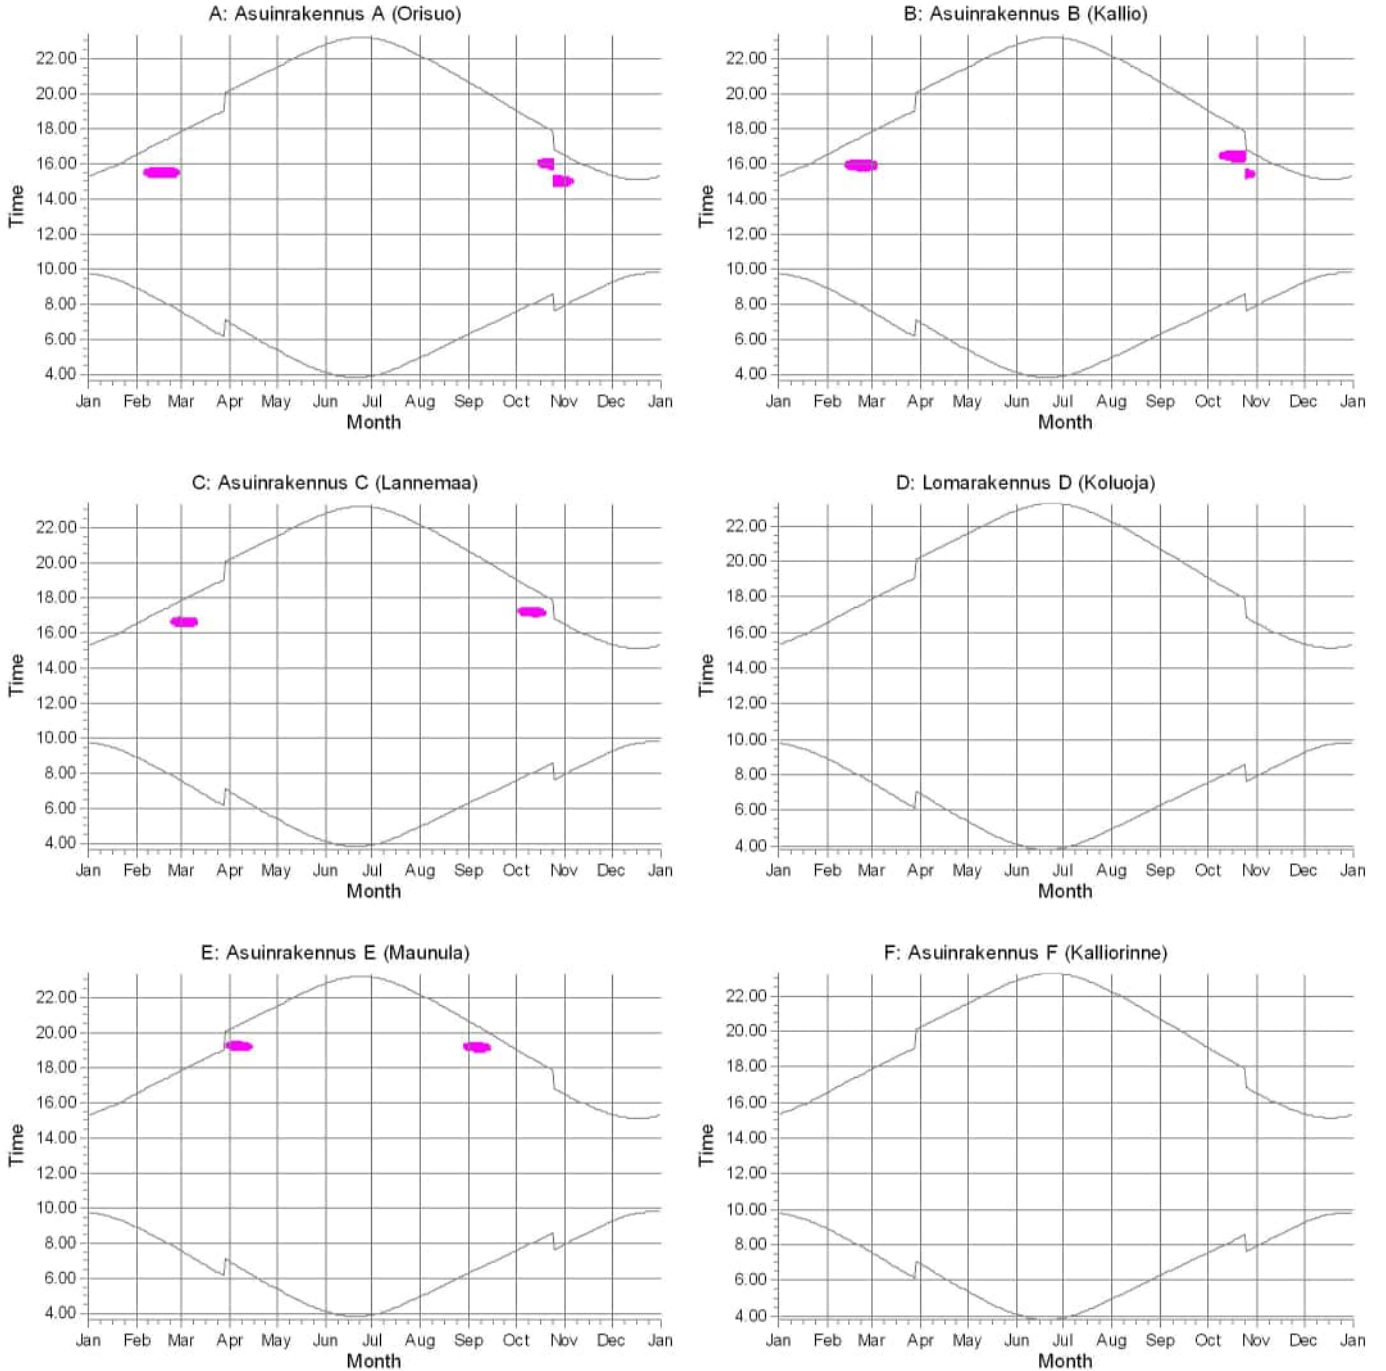 A: Asuinrakennus A (Orisuo)
22.00
20.00
18.00
16.00
14.00
12.00
10.00
8.00
6.00
4.00
Time
Jan Feb Mar Apr May Jun Jul Aug Sep Oct Nov Dec Jan
Month
B: Asuinrakennus B (Kallio)
22.00
20.00
18.00
16.00
14.00
12.00
10.00
8.00
6.00
4.00
Time
Jan Feb Mar Apr May Jun Jul Aug Sep Oct Nov Dec Jan
Month
C: Asuinrakennus C (Lannemaa)
22.00
20.00
18.00
16.00
14.00
12.00
10.00
8.00
6.00
4.00
Time
Jan Feb Mar Apr May Jun Jul Aug Sep Oct Nov Dec Jan
Month
D: Lomarakennus D (Koluoja)
22.00
20.00
18.00
16.00
14.00
12.00
10.00
8.00
6.00
4.00
Time
Jan Feb Mar Apr May Jun Jul Aug Sep Oct Nov Dec Jan
Month
E: Asuinrakennus E (Maunula)
22.00
20.00
18.00
16.00
14.00
12.00
10.00
8.00
6.00
4.00
Time
Jan Feb Mar Apr May Jun Jul Aug Sep Oct Nov Dec Jan
Month
F: Asuinrakennus F (Kalliorinne)
22.00
20.00
18.00
16.00
14.00
12.00
10.00
8.00
6.00
4.00
Time
Jan Feb Mar Apr May Jun Jul Aug Sep Oct Nov Dec Jan
Month